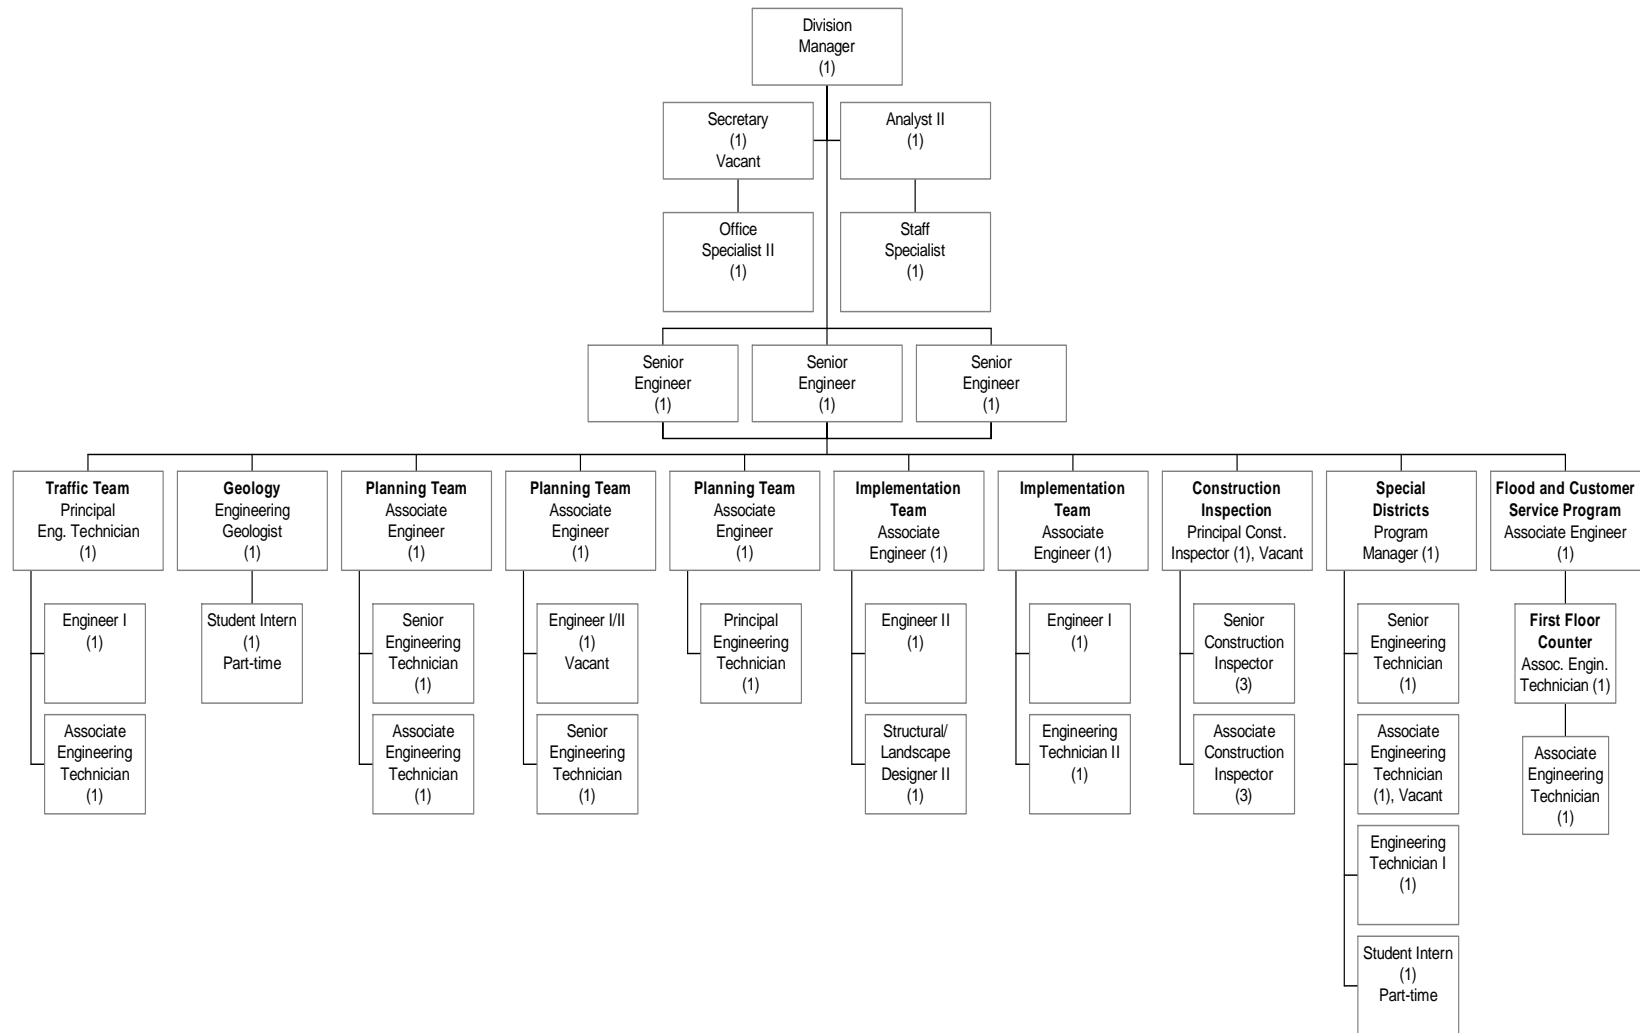 Division
Manager
(1)
Secretary
(1)
Vacant
Analyst II
(1)
Office
Specialist II
(1)
Staff
Specialist
(1)
Senior
Engineer
(1)
Senior
Engineer
(1)
Senior
Engineer
(1)
Traffic Team
Principal
Eng. Technician
(1)
Geology
Engineering
Geologist
(1)
Planning Team
Associate
Engineer
(1)
Planning Team
Associate
Engineer
(1)
Planning Team
Associate
Engineer
(1)
Implementation
Team
Associate
Engineer (1)
Implementation
Team
Associate
Engineer (1)
Construction
Inspection
Principal Const.
Inspector (1), Vacant
Special
Districts
Program
Manager (1)
Flood and Customer
Service Program
Associate Engineer
(1)
Engineer I
(1)
Student Intern
(1)
Part-time
Senior
Engineering
Technician
(1)
Engineer I/II
(1)
Vacant
Principal
Engineering
Technician
(1)
Engineer II
(1)
Engineer I
(1)
Senior
Construction
Inspector
(3)
Senior
Engineering
Technician
(1)
First Floor
Counter
Assoc. Engin.
Technician (1)
Associate
Engineering
Technician
(1)
Associate
Engineering
Technician
(1)
Senior
Engineering
Technician
(1)
Structural/
Landscape
Designer II
(1)
Engineering
Technician II
(1)
Associate
Construction
Inspector
(3)
Associate
Engineering
Technician
(1), Vacant
Associate
Engineering
Technician
(1)
Engineering
Technician I
(1)
Student Intern
(1)
Part-time